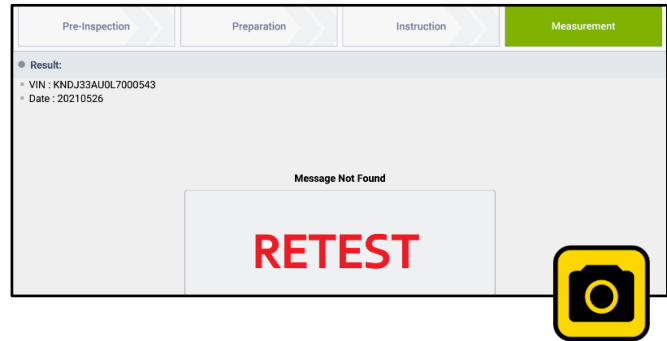 Pre-Inspection Preparation Instruction Measurement
Result:
VIN : KNDJ33AU0L7000543
Date : 20210526
Message Not Found
RETEST